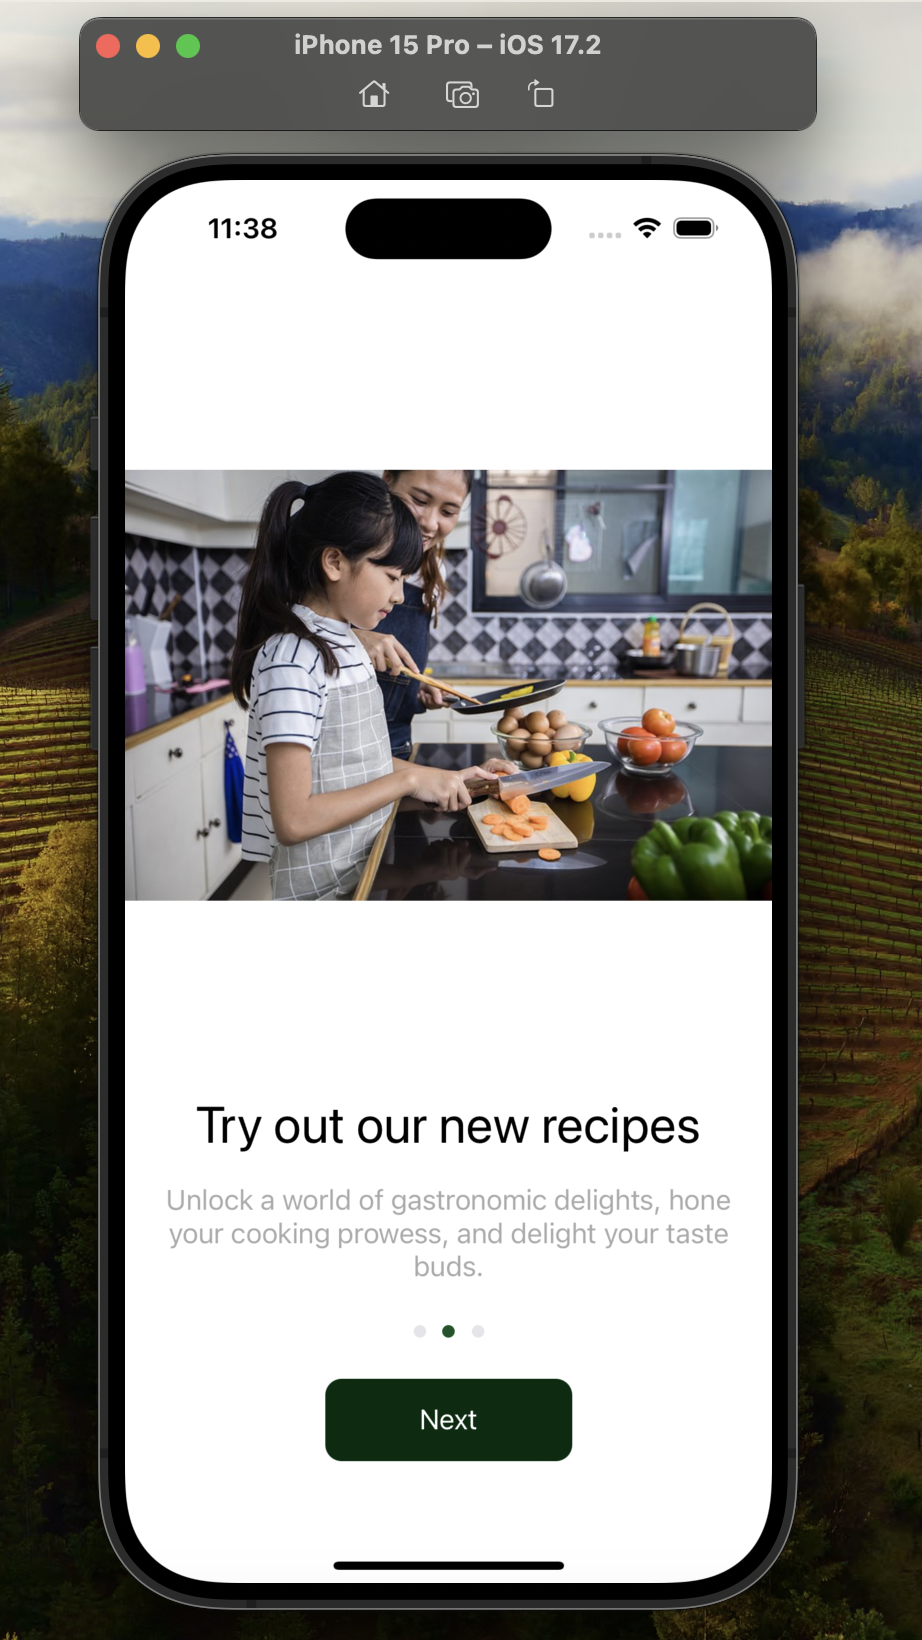 iPhone 15 Pro – iOS 17.2
11:38
Try out our new recipes
Unlock a world of gastronomic delights, hone
your cooking prowess, and delight your taste
buds.
Next